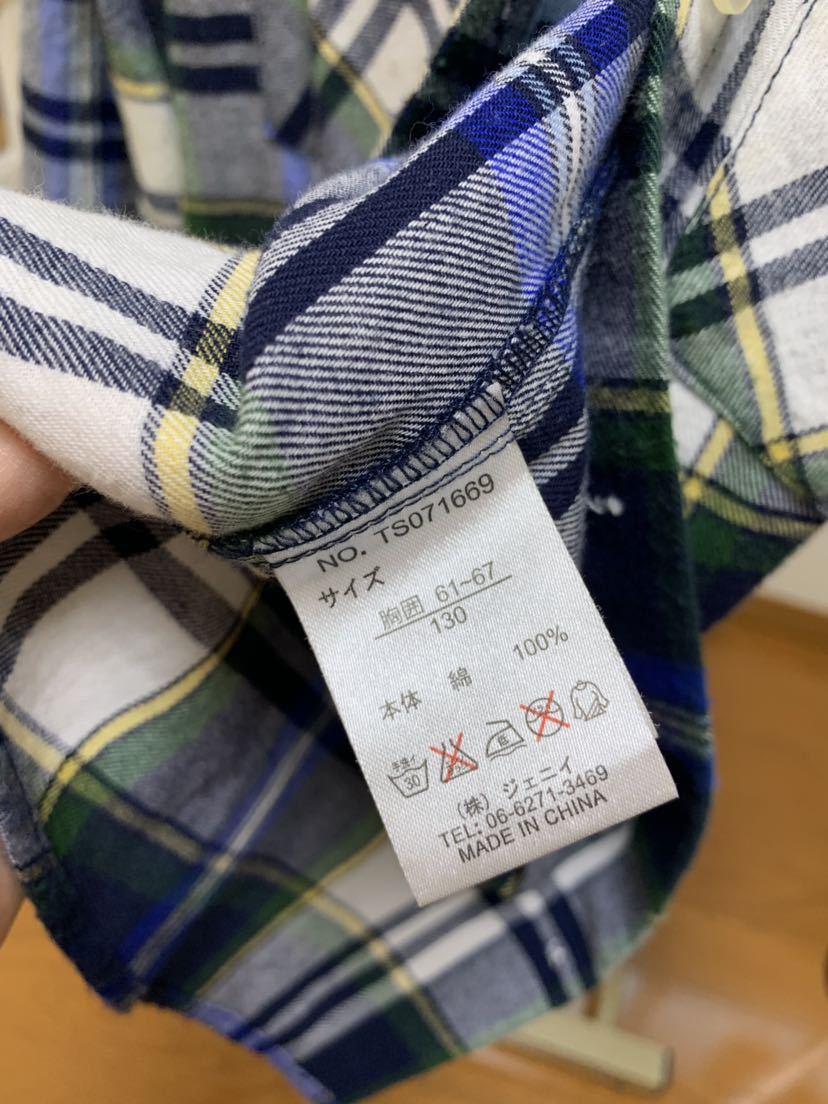 NO. TS071669
サイズ
胸囲 61-67
130
本体 綿 100%
手洗イ
30
(株) ジェニイ
TEL: 06-6271-3469
MADE IN CHINA